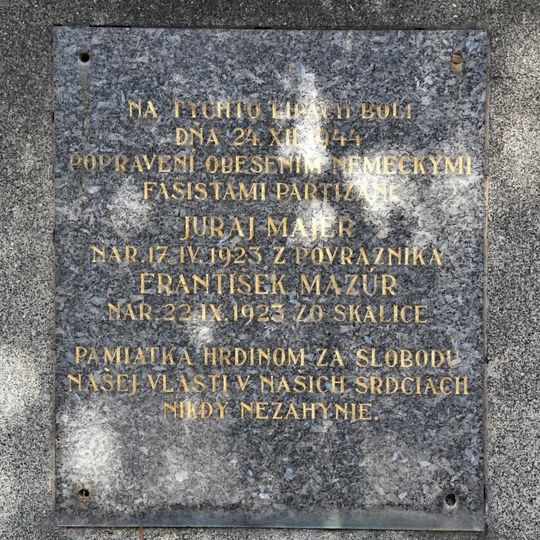 NA TÝCHTO LIPÁCH BOLI
DŇA 24.XII.1944
POPRAVENÍ OBESENÍM NEMECKÝMI
FAŠISTAMI PARTIZÁNI
JURAJ MAJER
NAR. 17.IV.1923 Z POVRAZNÍKA
FRANTIŠEK MAZÚR
NAR. 22.IX.1923 ZO SKALICE
PAMIATKA HRDINOM ZA SLOBODU
NAŠEJ VLASTI V NAŠICH SRDCIACH
NIKDY NEZAHYNIE.